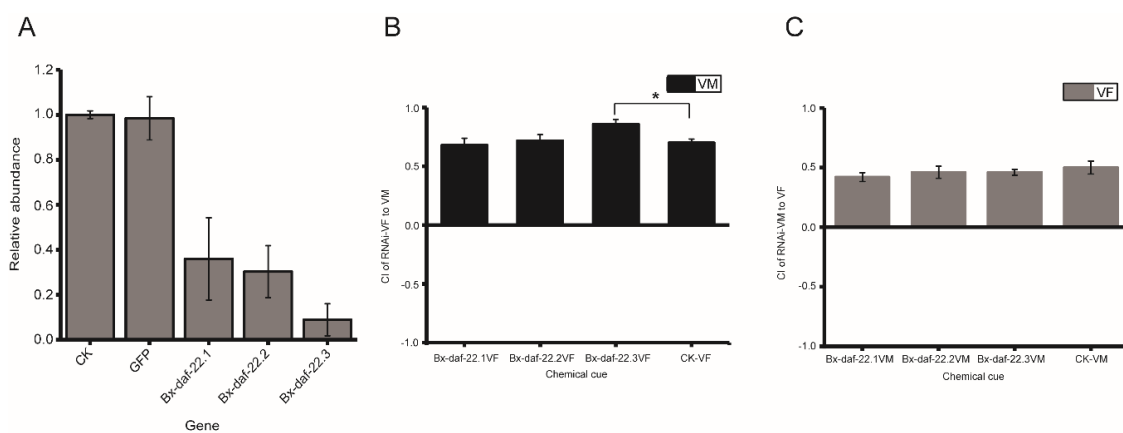 A
1.2
1.0
0.8
0.6
0.4
0.2
0.0
Relative abundance
CK
GFP
Bx-daf-22.1
Bx-daf-22.2
Bx-daf-22.3
Gene
B
VM
*
1.0
0.5
0.0
-0.5
-1.0
CI of RNAi-VF to VM
Bx-daf-22.1VF
Bx-daf-22.2VF
Bx-daf-22.3VF
CK-VF
Chemical cue
C
VF
1.0
0.5
0.0
-0.5
-1.0
CI of RNAi-VM to VF
Bx-daf-22.1VM
Bx-daf-22.2VM
Bx-daf-22.3VM
CK-VM
Chemical cue